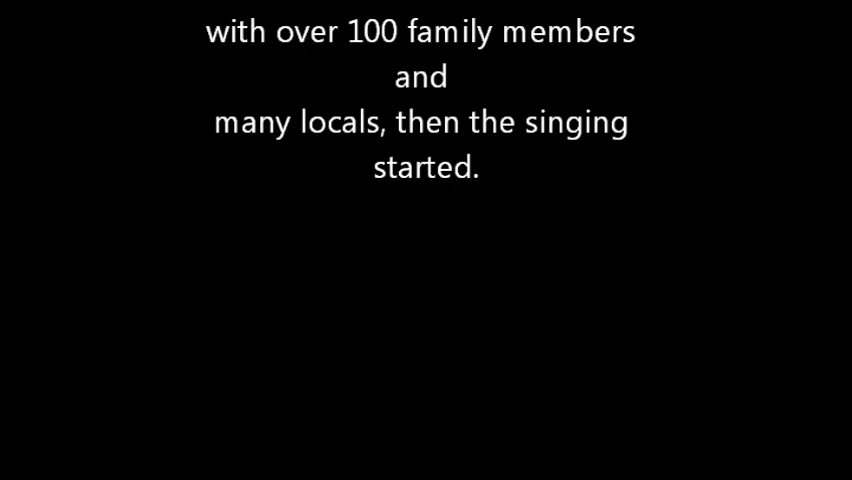 with over 100 family members
and
many locals, then the singing
started.